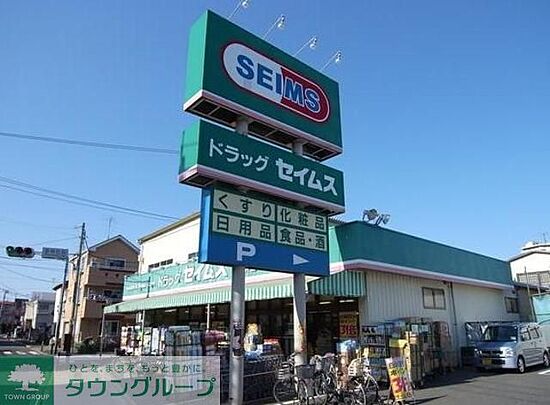 SEIMS
ドラッグ セイムス
くすり 化粧品
日用品 食品・酒
P →
ドラッグ セイムス
ひとを、まちを、もっと豊かに
タウングループ
TOWN GROUP